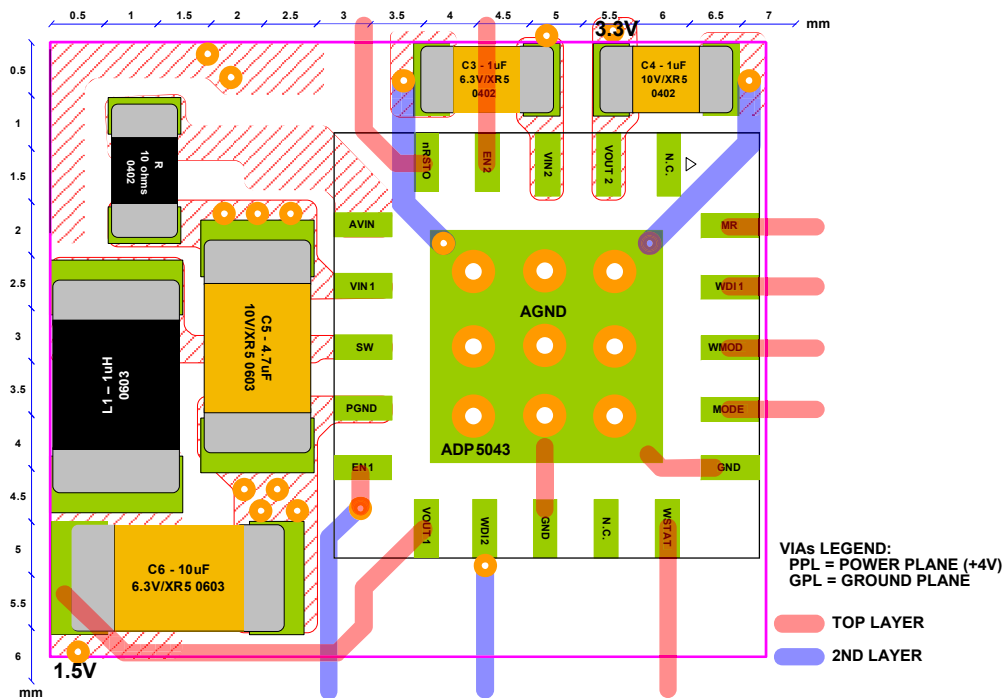 0.5 1 1.5 2 2.5 3 3.5 4 4.5 5 5.5 6 6.5 7 mm
3.3V
0.5
1
1.5
2
2.5
3
3.5
4
4.5
5
5.5
6
mm
C3 - 1uF
6.3V/XR5
0402
C4 - 1uF
10V/XR5
0402
R
10 ohms
0402
nRSTO
EN2
VIN2
VOUT 2
N.C.
AVIN
VIN 1
SW
PGND
EN 1
MR
WDI 1
WMOD
MODE
GND
AGND
ADP5043
C5 - 4.7uF
10V/XR5 0603
L1 – 1uH
0603
VOUT 1
WDI2
GND
N.C.
WSTAT
C6 - 10uF
6.3V/XR5 0603
1.5V
VIAs LEGEND:
PPL = POWER PLANE (+4V)
GPL = GROUND PLANE
TOP LAYER
2ND LAYER